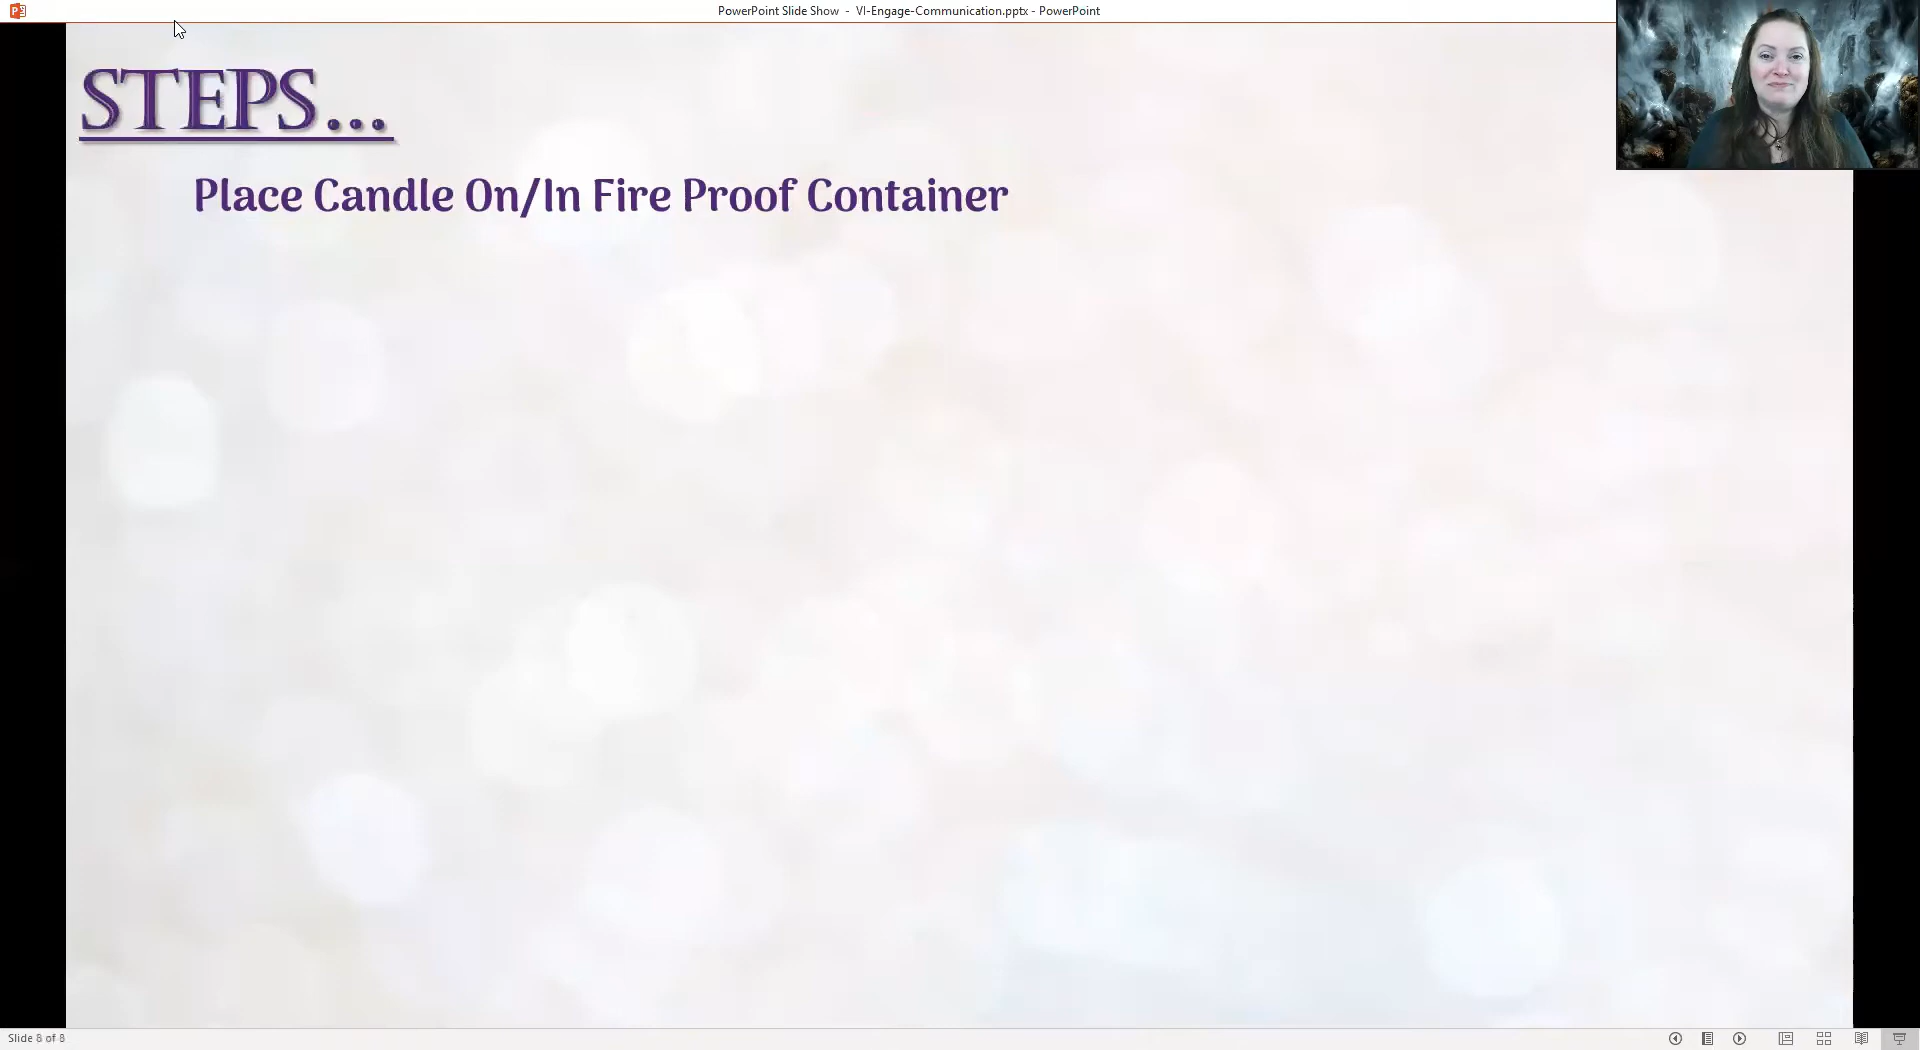 PowerPoint Slide Show - VI-Engage-Communication.pptx - PowerPoint
STEPS...
Place Candle On/In Fire Proof Container
Slide 8 of 8